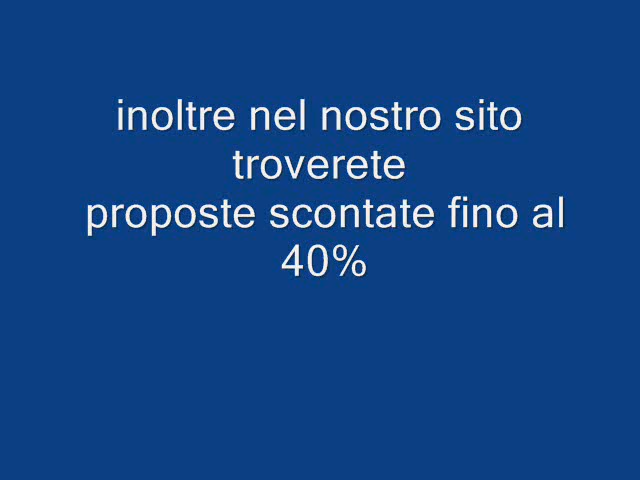 inoltre nel nostro sito
troverete
proposte scontate fino al
40%